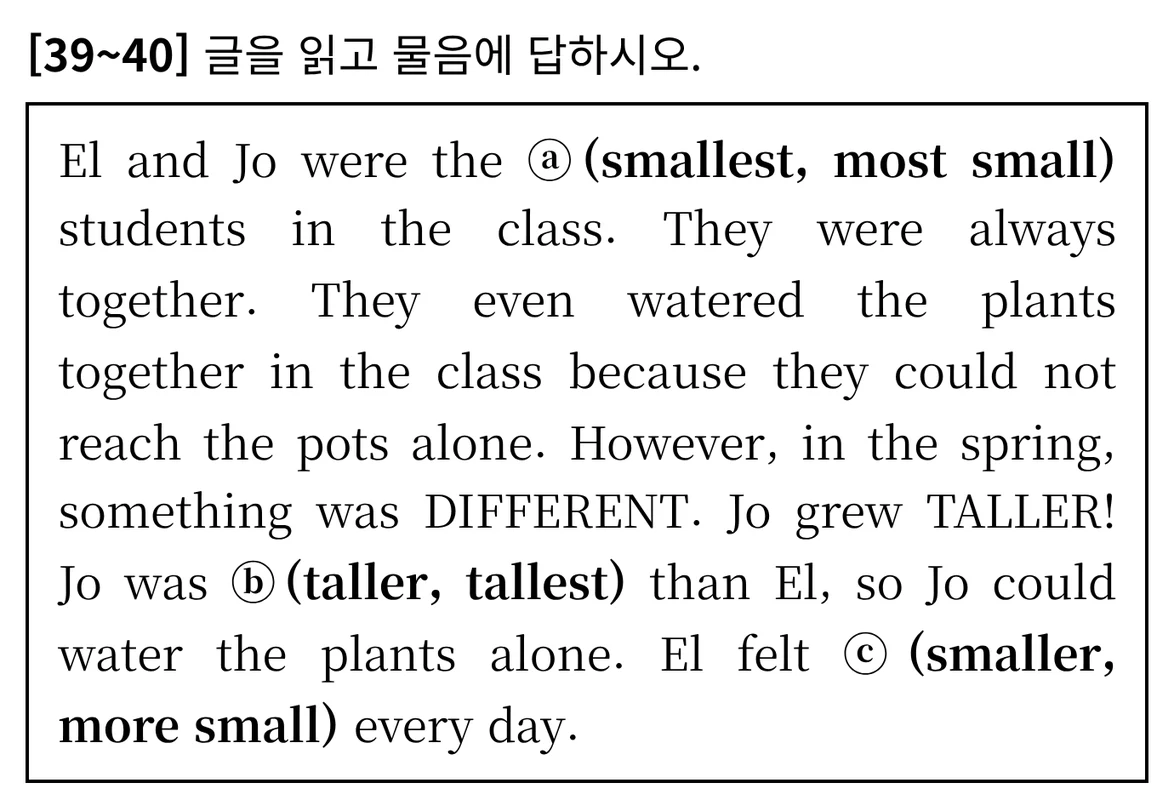 [39~40] 글을 읽고 물음에 답하시오.
El and Jo were the ⓐ(smallest, most small)
students in the class. They were always
together. They even watered the plants
together in the class because they could not
reach the pots alone. However, in the spring,
something was DIFFERENT. Jo grew TALLER!
Jo was ⓑ(taller, tallest) than El, so Jo could
water the plants alone. El felt ⓒ (smaller,
more small) every day.